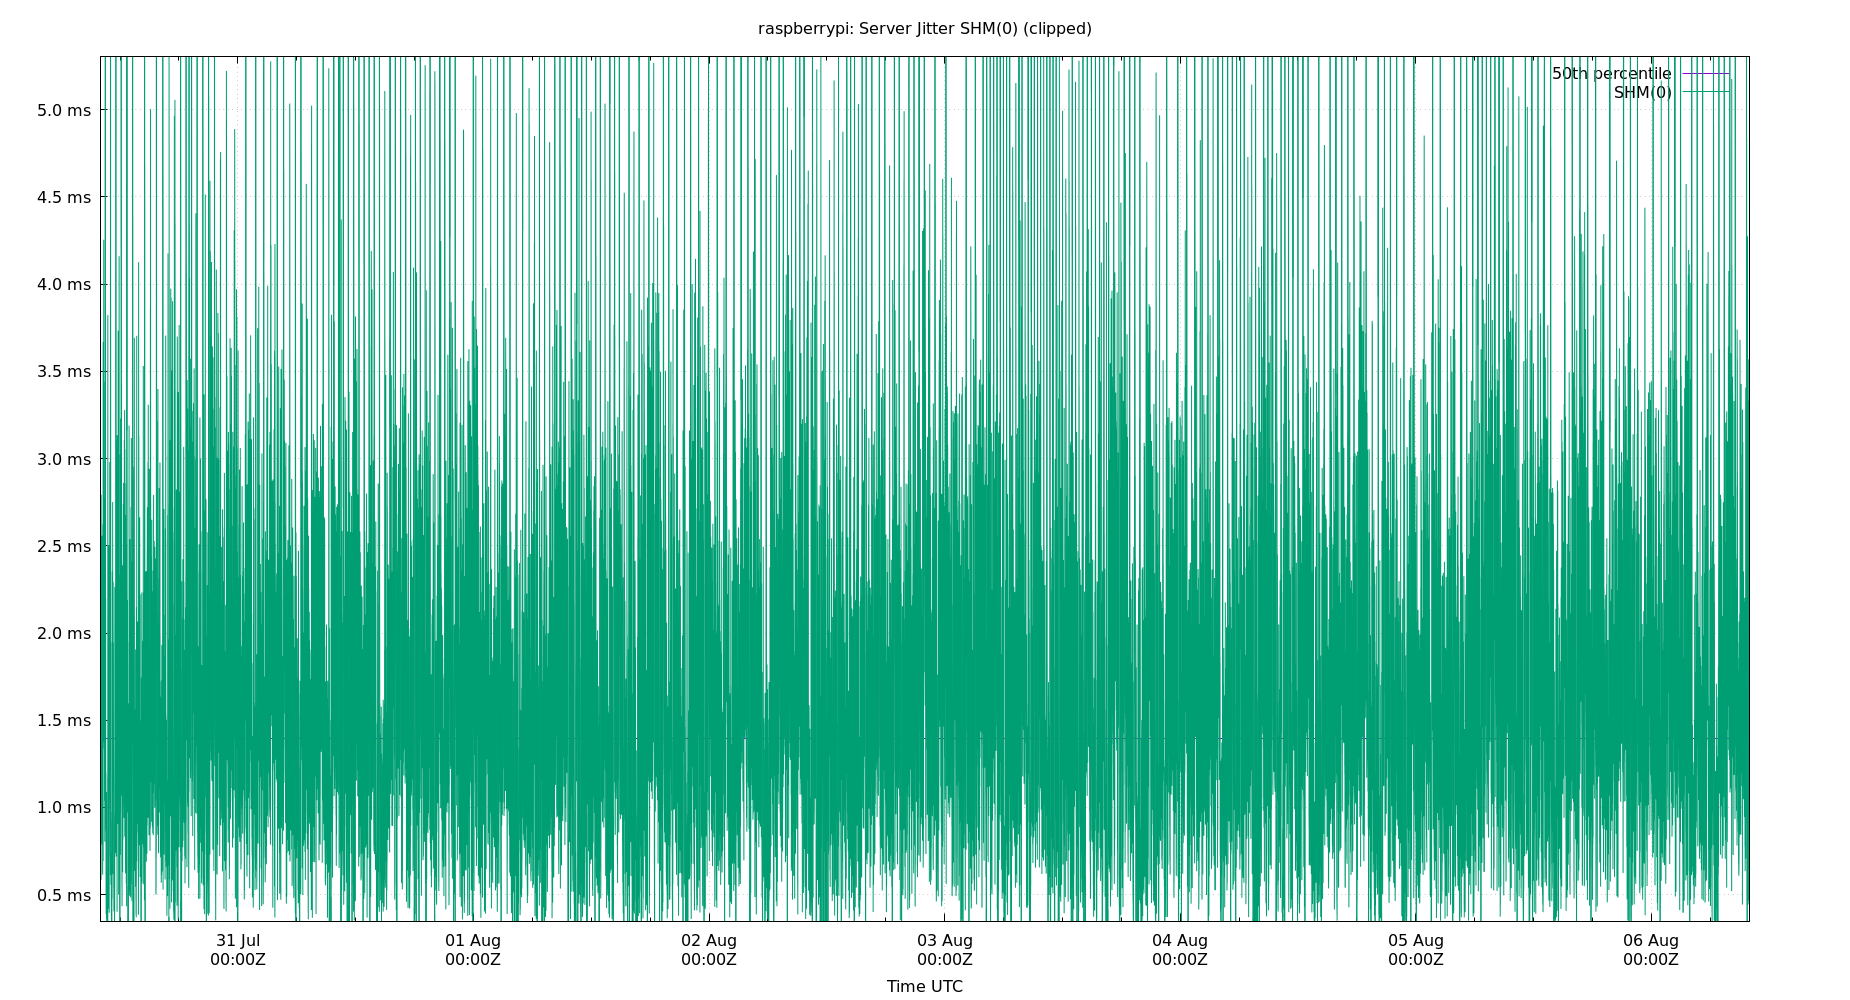 raspberrypi: Server Jitter SHM(0) (clipped)
50th percentile
SHM(0)
5.0 ms
4.5 ms
4.0 ms
3.5 ms
3.0 ms
2.5 ms
2.0 ms
1.5 ms
1.0 ms
0.5 ms
31 Jul 01 Aug 02 Aug 03 Aug 04 Aug 05 Aug 06 Aug
00:00Z 00:00Z 00:00Z 00:00Z 00:00Z 00:00Z 00:00Z
Time UTC